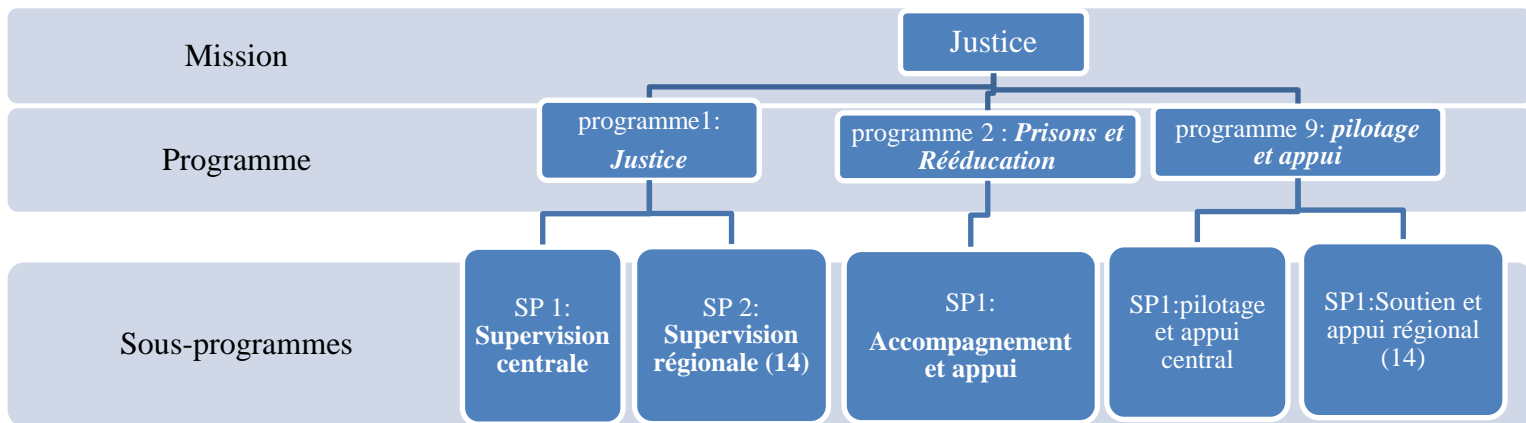 Mission
Justice
Programme
programme1:
Justice
programme 2 : Prisons et
Rééducation
programme 9: pilotage
et appui
Sous-programmes
SP 1:
Supervision
centrale
SP 2:
Supervision
régionale (14)
SP1:
Accompagnement
et appui
SP1:pilotage
et appui
central
SP1:Soutien et
appui régional
(14)